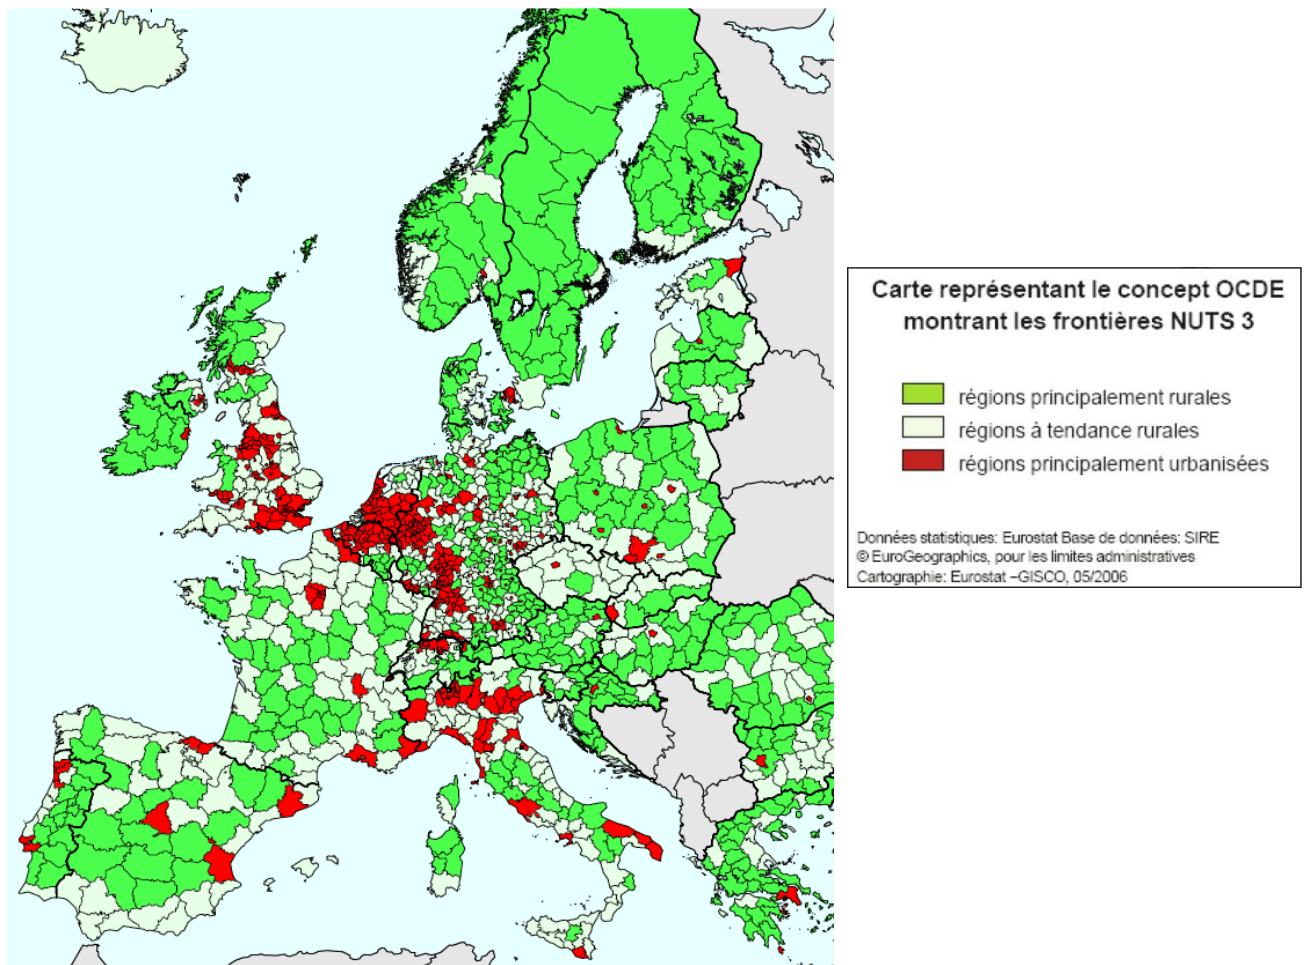 Carte représentant le concept OCDE
montrant les frontières NUTS 3
régions principalement rurales
régions à tendance rurales
régions principalement urbanisées
Données statistiques: Eurostat Base de données: SIRE
© EuroGeographics, pour les limites administratives
Cartographie: Eurostat –GISCO, 05/2006